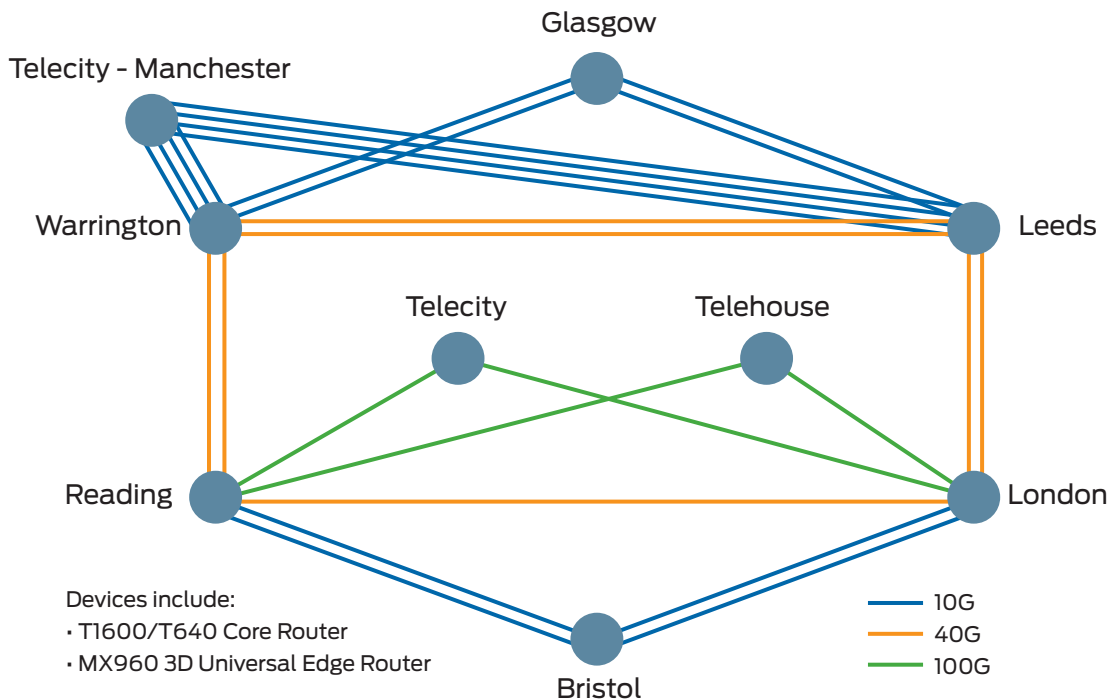 Glasgow
Telecity - Manchester
Warrington
Leeds
Telecity
Telehouse
Reading
London
Devices include:
· T1600/T640 Core Router
· MX960 3D Universal Edge Router
10G
40G
100G
Bristol